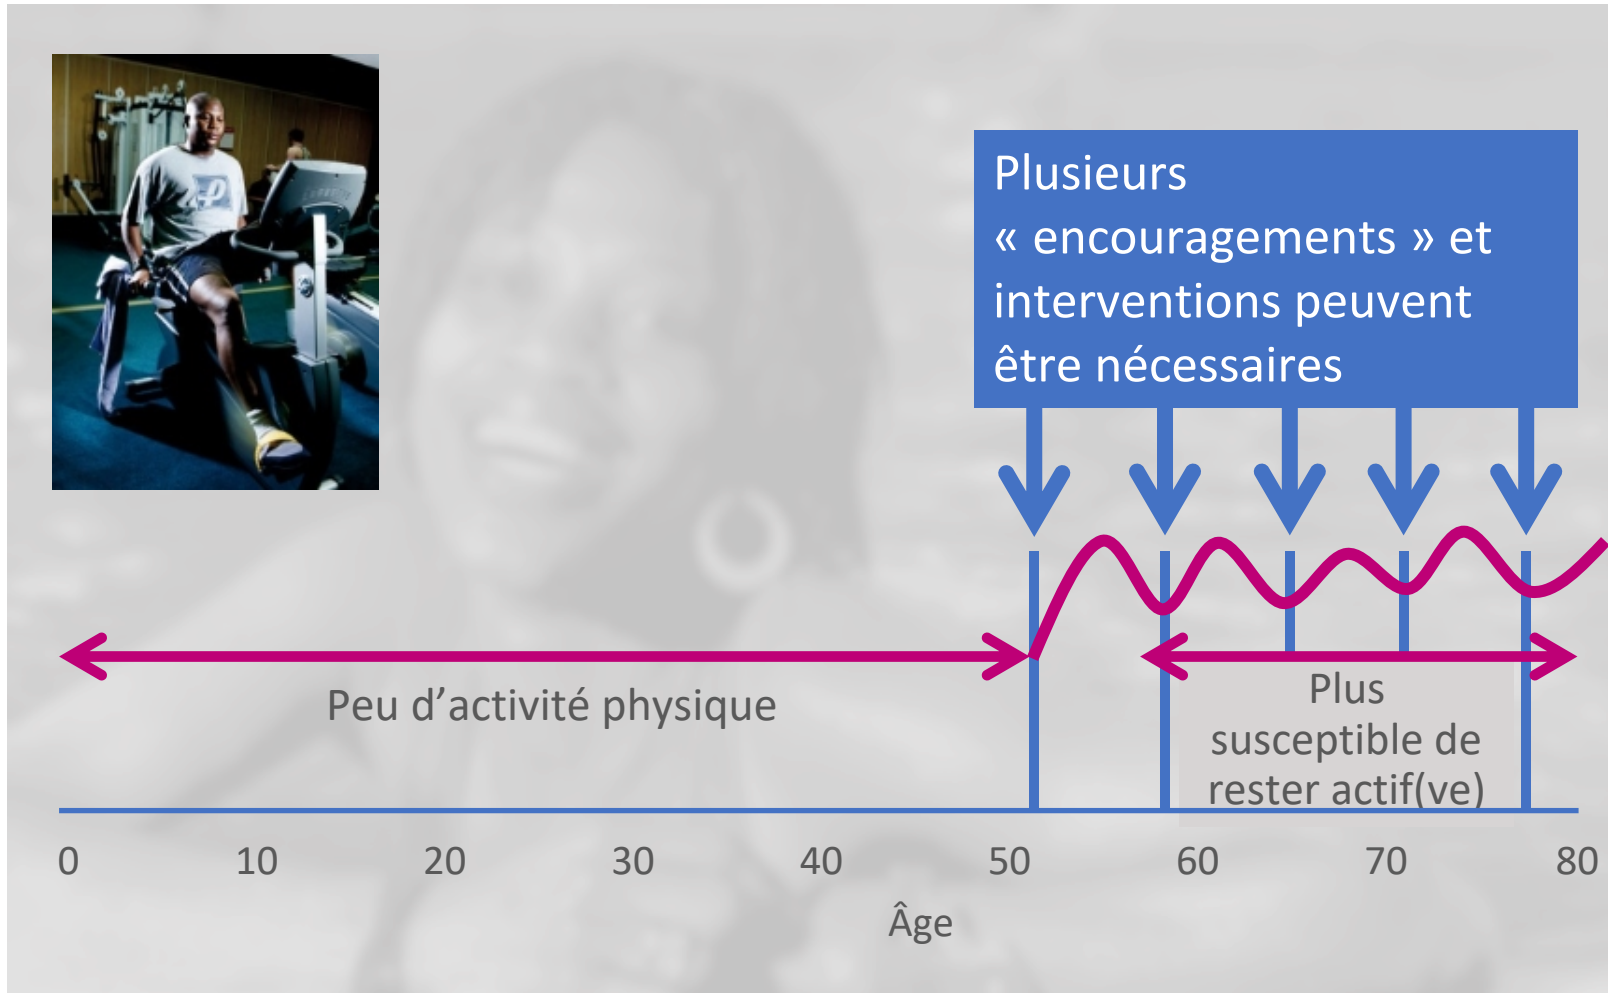 Plusieurs
« encouragements » et
interventions peuvent
être nécessaires
Peu d’activité physique
Plus
susceptible de
rester actif(ve)
0 10 20 30 40 50 60 70 80
Âge